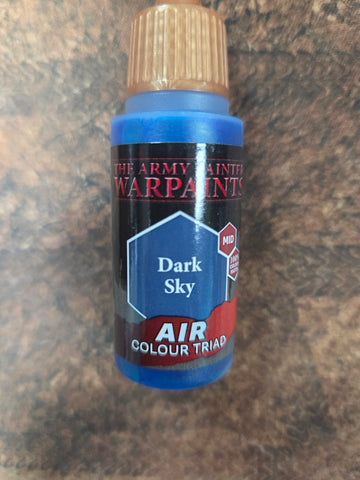 THE ARMY PAINTER
WARPAINTS
MID
Dark
Sky
AIR
COLOUR TRIAD